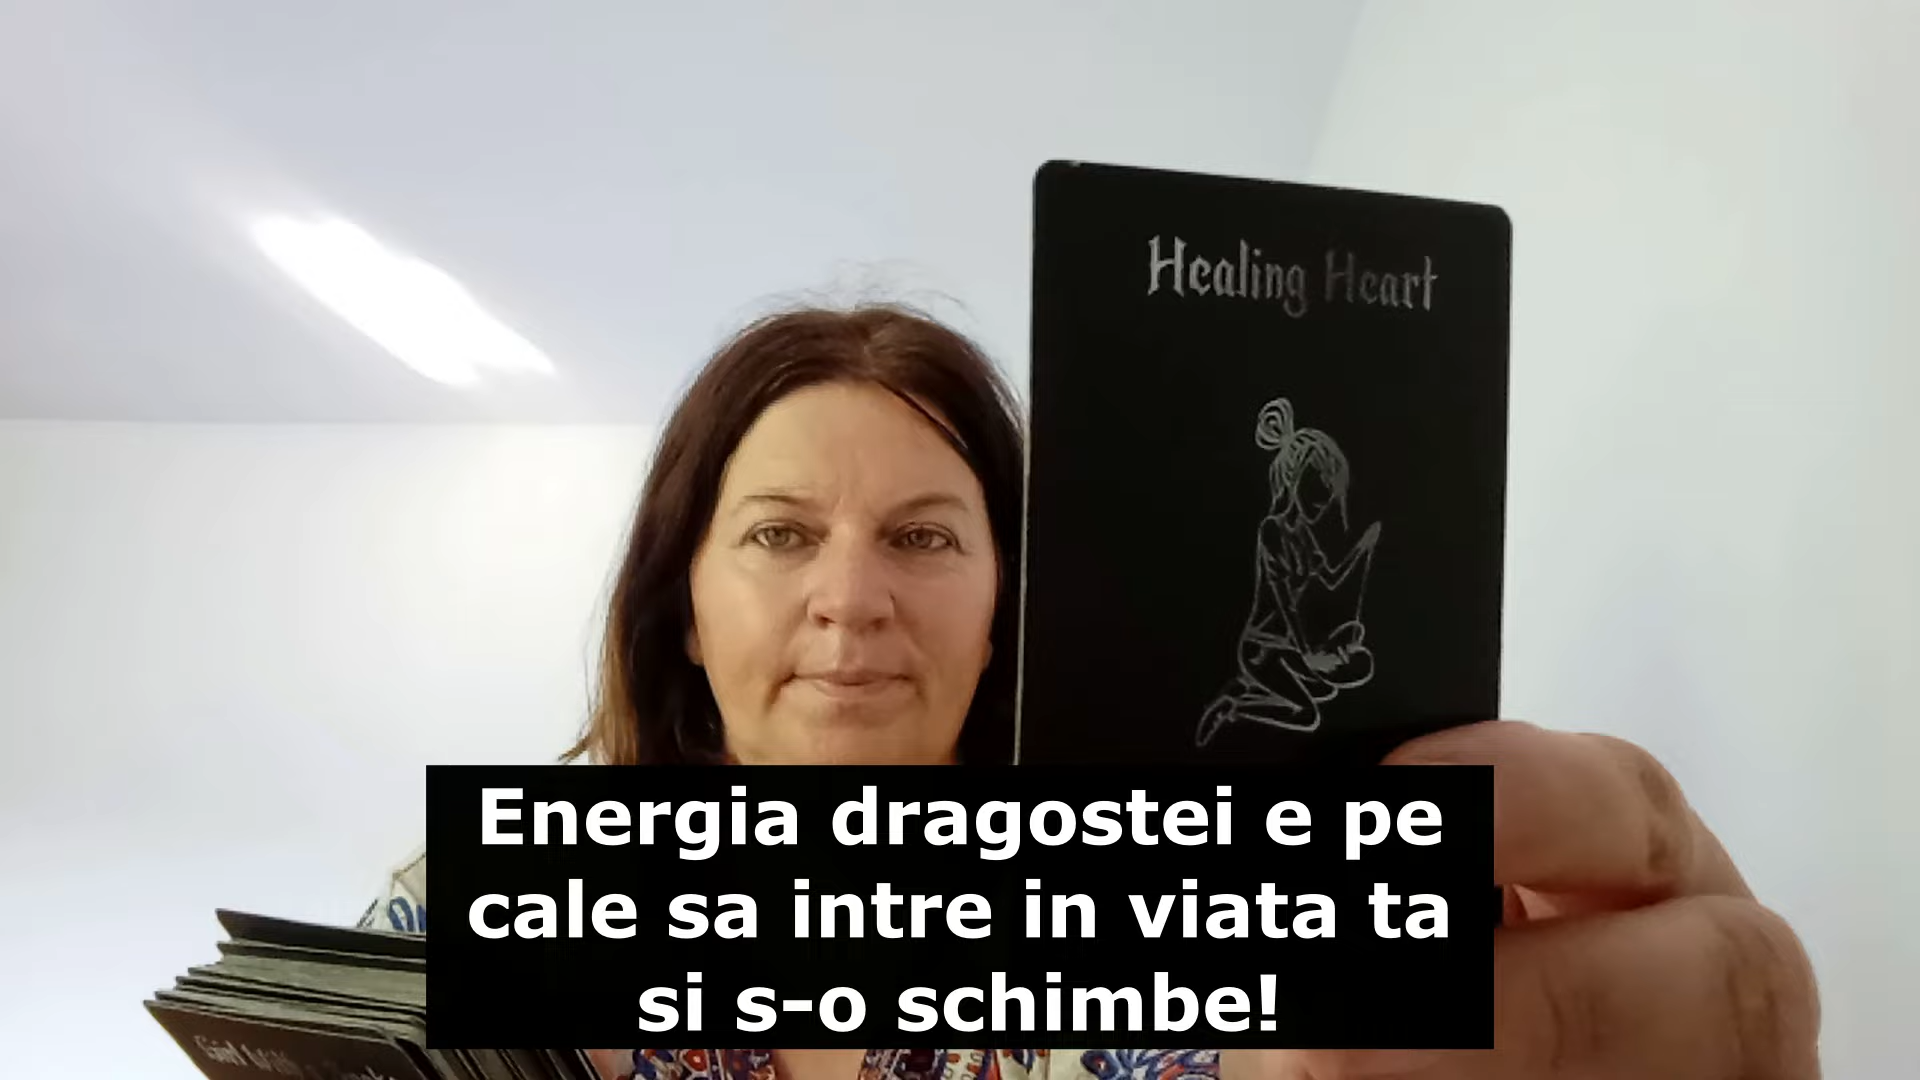 Healing Heart
Energia dragostei e pe
cale sa intre in viata ta
si s-o schimbe!